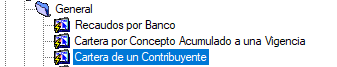 General
Recaudos por Banco
Cartera por Concepto Acumulado a una Vigencia
Cartera de un Contribuyente